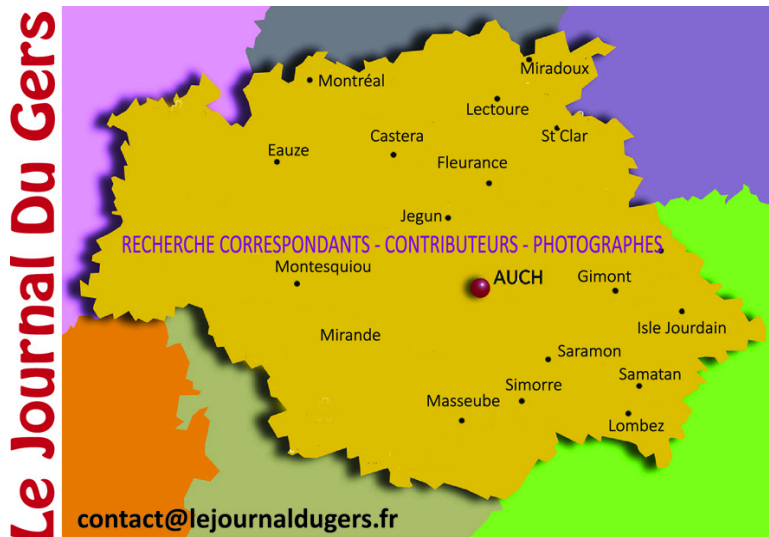 Le Journal Du Gers
Miradoux
Montréal
Lectoure
St Clar
Castera
Eauze
Fleurance
Jegun
RECHERCHE CORRESPONDANTS - CONTRIBUTEURS - PHOTOGRAPHES
Montesquiou
AUCH
Gimont
Isle Jourdain
Mirande
Saramon
Samatan
Simorre
Masseube
Lombez
contact@lejournaldugers.fr